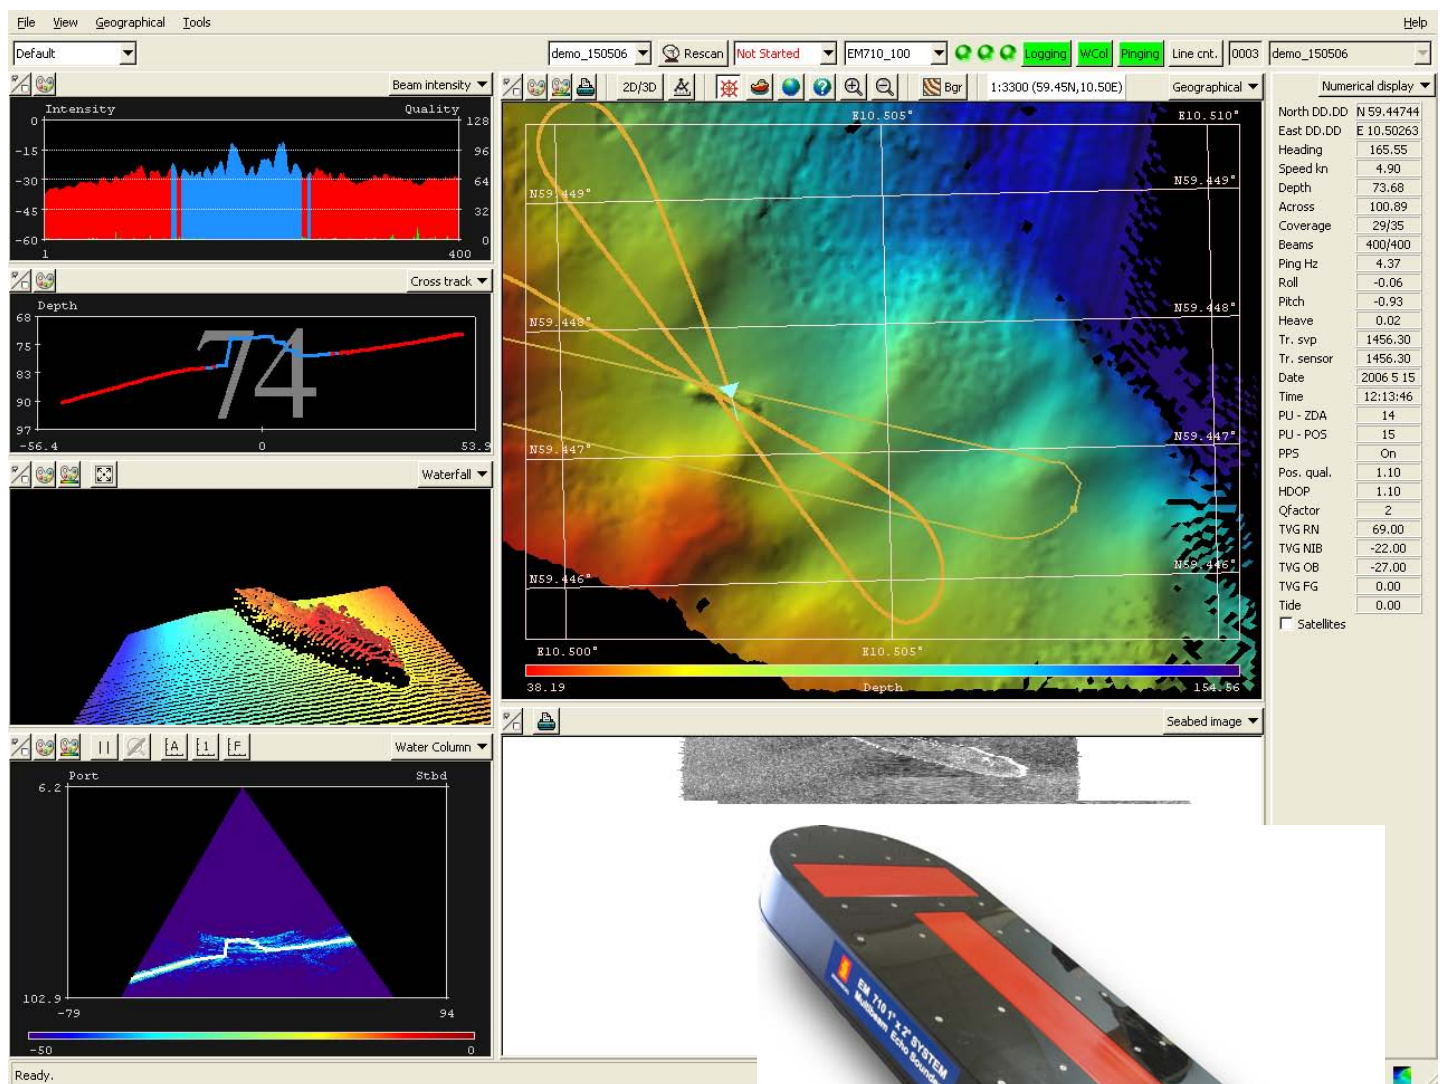 File View Geographical Tools Help
Default demo_150506 Rescan Not Started EM710_100 Logging WCol Pinging Line cnt. 0003 demo_150506
Beam intensity
Intensity Quality
0 128
-15 96
-30 64
-45 32
-60 0
1 400
Cross track
Depth
68
75
83
90
97
74
-56.4 0 53.9
Waterfall
A 1 F Water Column
Port Stbd
6.2
102.9
-79 94
-50 0
2D/3D Bgr 1:3300 (59.45N,10.50E) Geographical
E10.505° E10.510°
N59.449° N59.449°
N59.448° N59.448°
N59.447° N59.447°
N59.446° N59.446°
E10.500° E10.505°
38.19 Depth 154.56
Seabed image
EM 710 1° x 2° SYSTEM
Multibeam Echo Sounder
Numerical display
North DD.DD N 59.44744
East DD.DD E 10.50263
Heading 165.55
Speed kn 4.90
Depth 73.68
Across 100.89
Coverage 29/35
Beams 400/400
Ping Hz 4.37
Roll -0.06
Pitch -0.93
Heave 0.02
Tr. svp 1456.30
Tr. sensor 1456.30
Date 2006 5 15
Time 12:13:46
PU - ZDA 14
PU - POS 15
PPS On
Pos. qual. 1.10
HDOP 1.10
Qfactor 2
TVG RN 69.00
TVG NIB -22.00
TVG OB -27.00
TVG FG 0.00
Tide 0.00
Satellites
Ready.